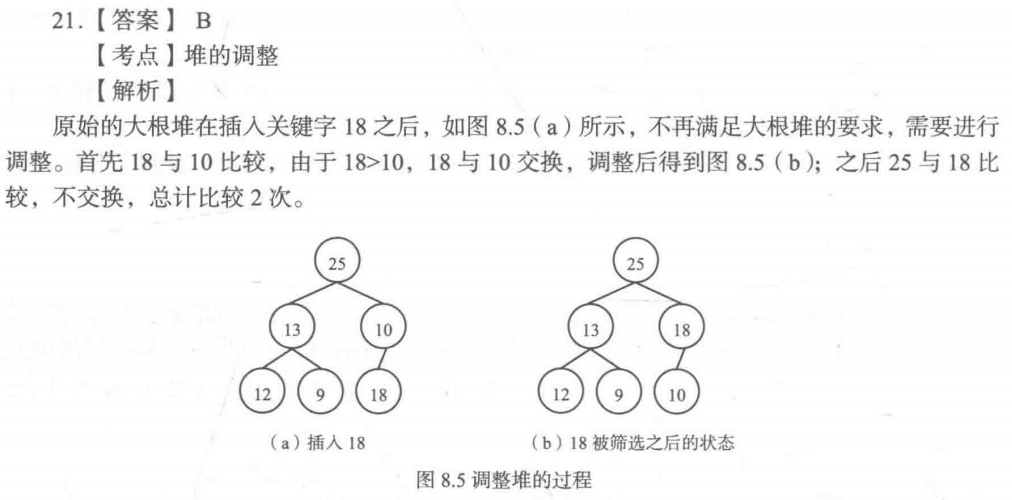 21.【答案】 B
【考点】堆的调整
【解析】
原始的大根堆在插入关键字 18 之后，如图 8.5（a）所示，不再满足大根堆的要求，需要进行
调整。首先 18 与 10 比较，由于 18>10，18 与 10 交换，调整后得到图 8.5（b）；之后 25 与 18 比
较，不交换，总计比较 2 次。
25 25
13 10 13 18
12 9 18 12 9 10
（a）插入 18 （b）18 被筛选之后的状态
图 8.5 调整堆的过程